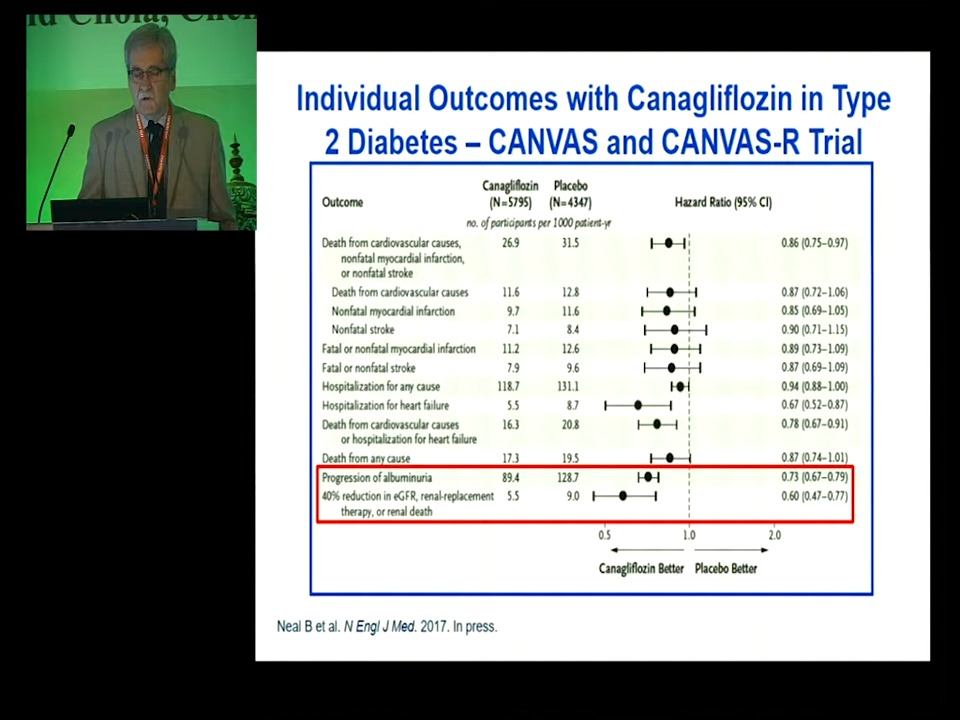 Individual Outcomes with Canagliflozin in Type
2 Diabetes – CANVAS and CANVAS-R Trial
Outcome Canagliflozin (N=5795) Placebo (N=4347) Hazard Ratio (95% CI)
no. of participants per 1000 patient-yr
Death from cardiovascular causes, 26.9 31.5 0.86 (0.75–0.97)
nonfatal myocardial infarction,
or nonfatal stroke
Death from cardiovascular causes 11.6 12.8 0.87 (0.72–1.06)
Nonfatal myocardial infarction 9.7 11.6 0.85 (0.69–1.05)
Nonfatal stroke 7.1 8.4 0.90 (0.71–1.15)
Fatal or nonfatal myocardial infarction 11.2 12.6 0.89 (0.73–1.09)
Fatal or nonfatal stroke 7.9 9.6 0.87 (0.69–1.09)
Hospitalization for any cause 118.7 131.1 0.94 (0.88–1.00)
Hospitalization for heart failure 5.5 8.7 0.67 (0.52–0.87)
Death from cardiovascular causes 16.3 20.8 0.78 (0.67–0.91)
or hospitalization for heart failure
Death from any cause 17.3 19.5 0.87 (0.74–1.01)
Progression of albuminuria 89.4 128.7 0.73 (0.67–0.79)
40% reduction in eGFR, renal-replacement 5.5 9.0 0.60 (0.47–0.77)
therapy, or renal death
0.5 1.0 2.0
Canagliflozin Better Placebo Better
Neal B et al. N Engl J Med. 2017. In press.